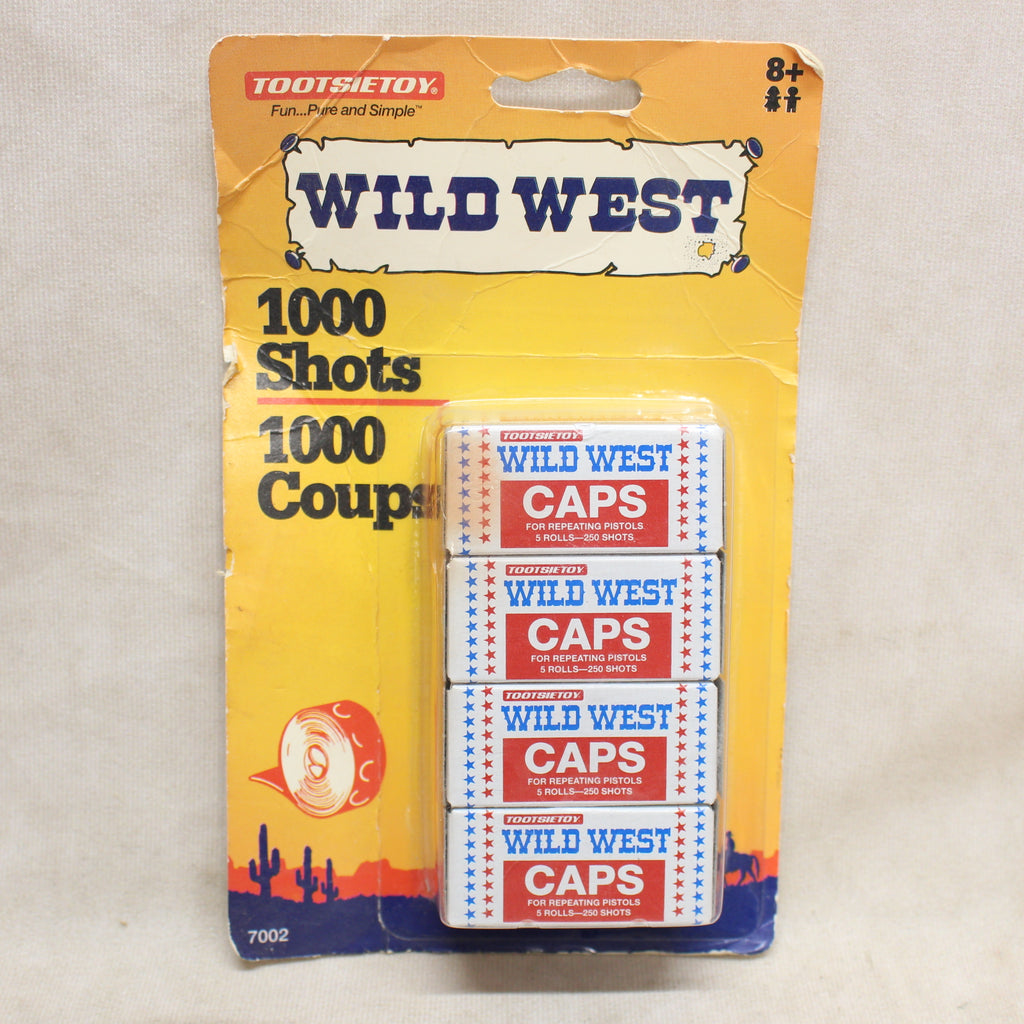 TOOTSIETOY®
Fun...Pure and Simple™
8+
WILD WEST
1000
Shots
1000
Coups
TOOTSIETOY
WILD WEST
CAPS
FOR REPEATING PISTOLS
5 ROLLS—250 SHOTS
TOOTSIETOY
WILD WEST
CAPS
FOR REPEATING PISTOLS
5 ROLLS—250 SHOTS
TOOTSIETOY
WILD WEST
CAPS
FOR REPEATING PISTOLS
5 ROLLS—250 SHOTS
TOOTSIETOY
WILD WEST
CAPS
FOR REPEATING PISTOLS
5 ROLLS—250 SHOTS
7002